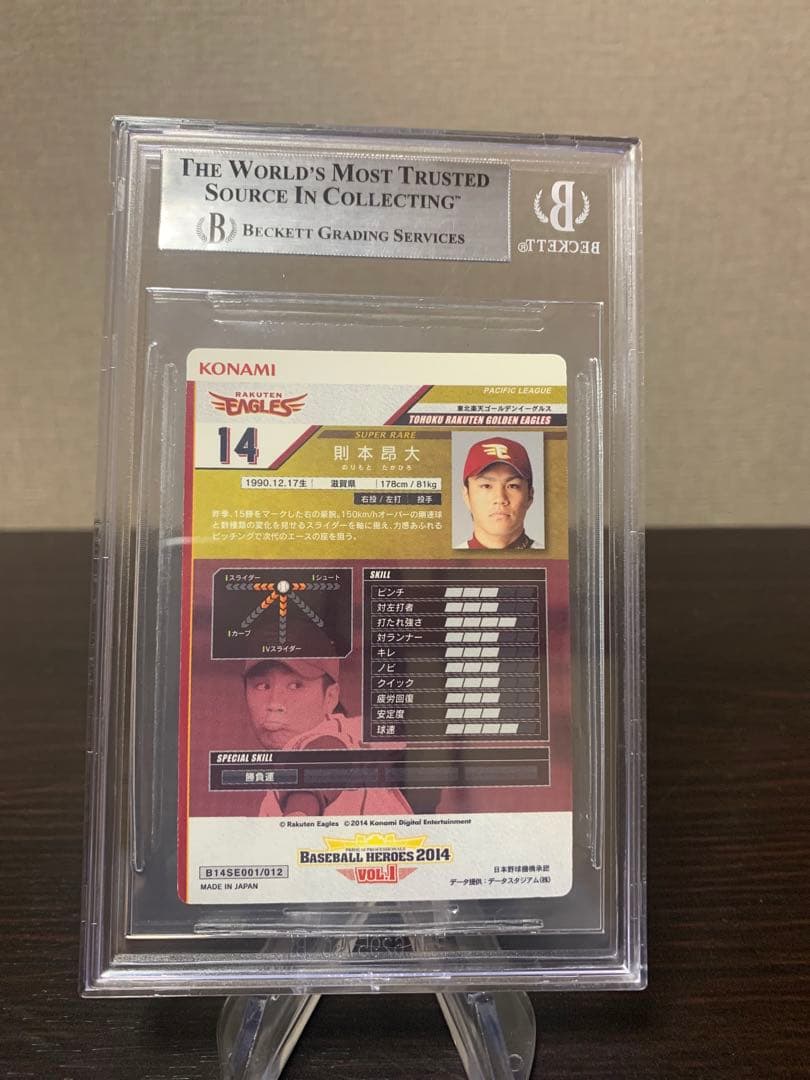 THE WORLD'S MOST TRUSTED
SOURCE IN COLLECTING™
B BECKETT GRADING SERVICES
B
BECKETT®
KONAMI
PACIFIC LEAGUE
RAKUTEN
EAGLES
東北楽天ゴールデンイーグルス
TOHOKU RAKUTEN GOLDEN EAGLES
14
SUPER RARE
則本昂大
のりもと たかひろ
1990.12.17生 滋賀県 178cm / 81kg
右投 / 左打 投手
昨季、15勝をマークした右の豪腕。150km/hオーバーの剛速球
と数種類の変化を見せるスライダーを軸に据え、力感あふれる
ピッチングで次代のエースの座を狙う。
スライダー シュート
カーブ
Vスライダー
SKILL
ピンチ
対左打者
打たれ強さ
対ランナー
キレ
ノビ
クイック
疲労回復
安定度
球速
SPECIAL SKILL
勝負運
© Rakuten Eagles ©2014 Konami Digital Entertainment
PRIDE OF PROFESSIONALS
BASEBALL HEROES 2014
VOL.1
B14SE001/012
MADE IN JAPAN
日本野球機構承認
データ提供：データスタジアム(株)